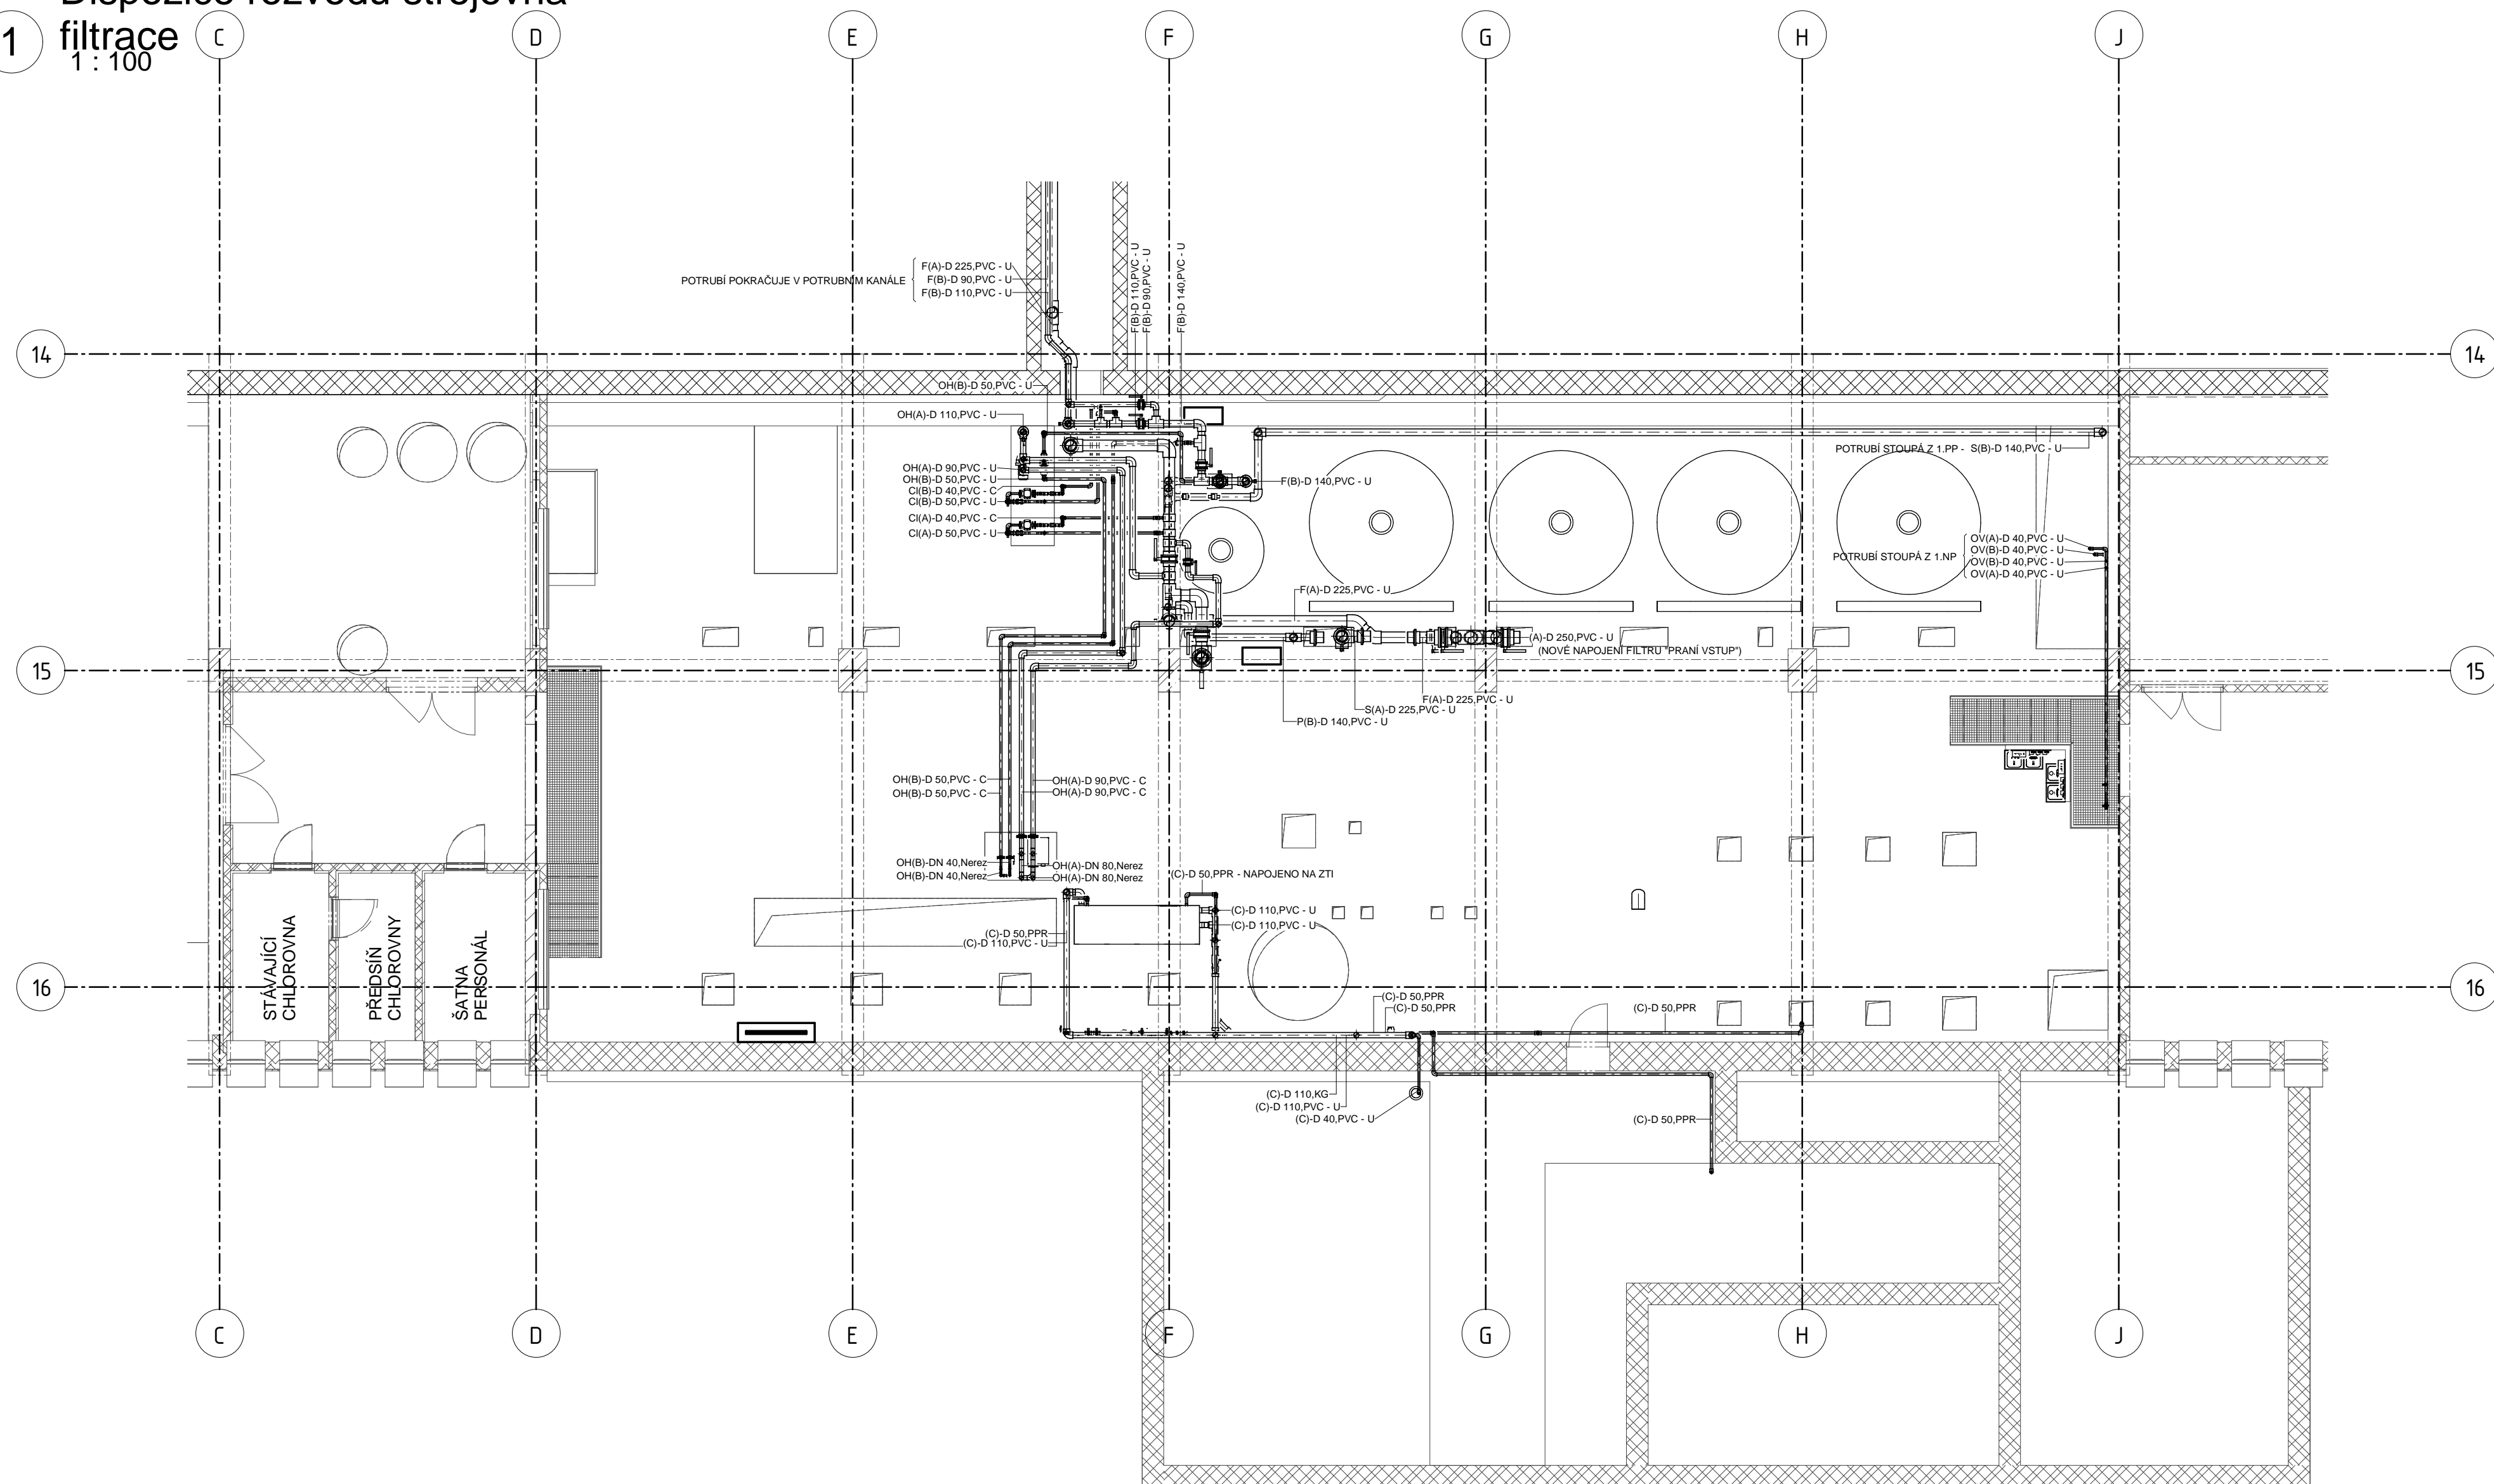 Dispozice rozvodů strojovna
1
filtrace
1 : 100
C
D
E
F
G
H
J
POTRUBÍ POKRAČUJE V POTRUBNÍM KANÁLE
F(A)-D 225,PVC - U
F(B)-D 90,PVC - U
F(B)-D 110,PVC - U
F(B)-D 110,PVC - U
F(B)-D 90,PVC - U
F(B)-D 140,PVC - U
14
14
OH(B)-D 50,PVC - U
OH(A)-D 110,PVC - U
OH(A)-D 90,PVC - U
OH(B)-D 50,PVC - U
Cl(B)-D 40,PVC - C
Cl(B)-D 50,PVC - U
Cl(A)-D 40,PVC - C
Cl(A)-D 50,PVC - U
F(B)-D 140,PVC - U
POTRUBÍ STOUPÁ Z 1.PP - S(B)-D 140,PVC - U
POTRUBÍ STOUPÁ Z 1.NP
OV(A)-D 40,PVC - U
OV(B)-D 40,PVC - U
OV(B)-D 40,PVC - U
OV(A)-D 40,PVC - U
F(A)-D 225,PVC - U
(A)-D 250,PVC - U
(NOVÉ NAPOJENÍ FILTRU "PRANÍ VSTUP")
15
15
F(A)-D 225,PVC - U
S(A)-D 225,PVC - U
P(B)-D 140,PVC - U
OH(B)-D 50,PVC - C
OH(B)-D 50,PVC - C
OH(A)-D 90,PVC - C
OH(A)-D 90,PVC - C
OH(B)-DN 40,Nerez
OH(B)-DN 40,Nerez
OH(A)-DN 80,Nerez
OH(A)-DN 80,Nerez
(C)-D 50,PPR - NAPOJENO NA ZTI
(C)-D 110,PVC - U
(C)-D 110,PVC - U
(C)-D 50,PPR
(C)-D 110,PVC - U
STÁVAJÍCÍ
CHLOROVNA
PŘEDSÍŇ
CHLOROVNY
ŠATNA
PERSONÁL
16
16
(C)-D 50,PPR
(C)-D 50,PPR
(C)-D 50,PPR
(C)-D 110,KG
(C)-D 110,PVC - U
(C)-D 40,PVC - U
(C)-D 50,PPR
C
D
E
F
G
H
J